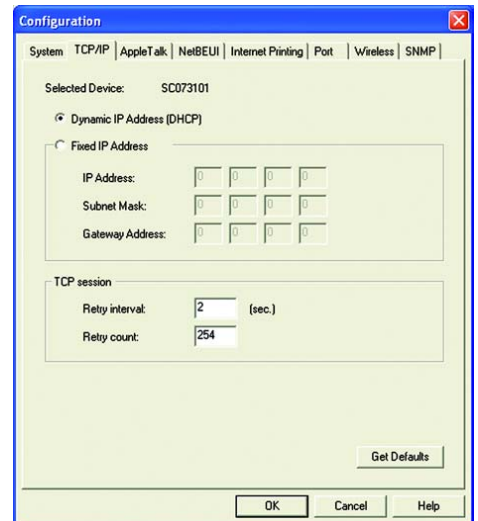 Configuration
System TCP/IP AppleTalk NetBEUI Internet Printing Port Wireless SNMP
Selected Device: SC073101
Dynamic IP Address (DHCP)
Fixed IP Address
IP Address: 0 0 0 0
Subnet Mask: 0 0 0 0
Gateway Address: 0 0 0 0
TCP session
Retry interval: 2 (sec.)
Retry count: 254
Get Defaults
OK Cancel Help